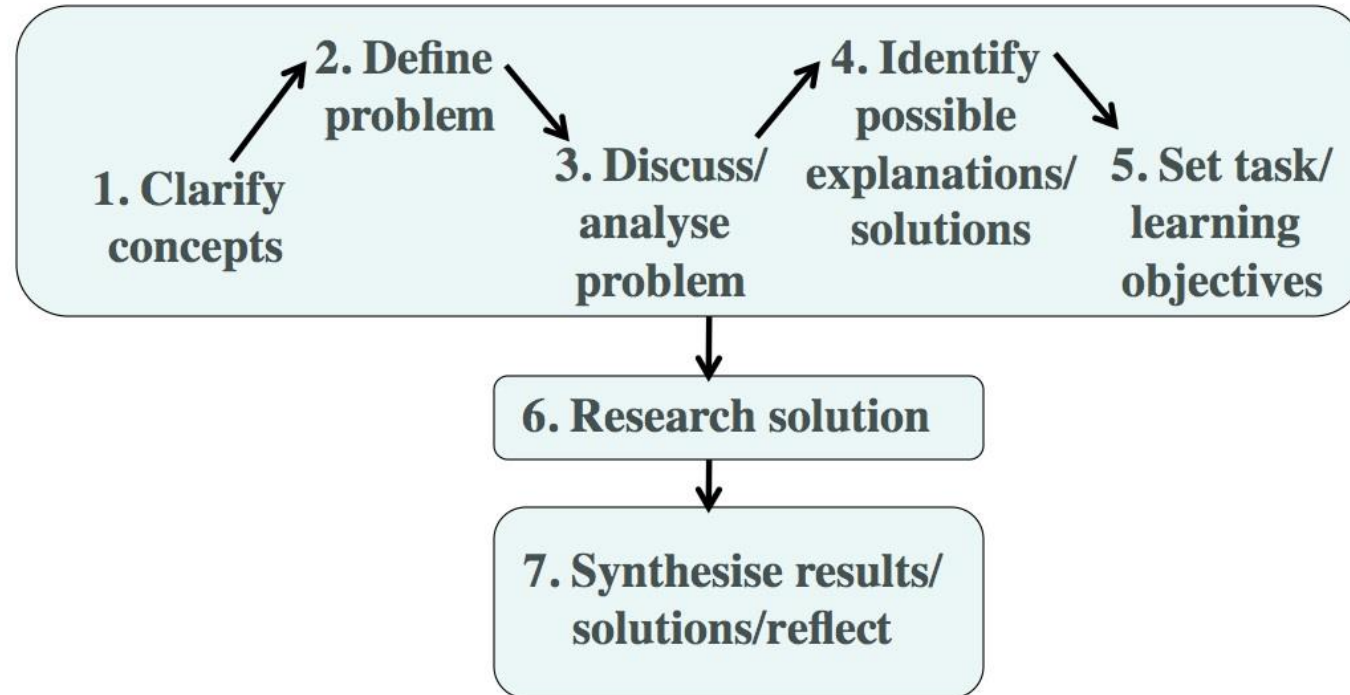 1. Clarify
concepts
2. Define
problem
3. Discuss/
analyse
problem
4. Identify
possible
explanations/
solutions
5. Set task/
learning
objectives
6. Research solution
7. Synthesise results/
solutions/reflect